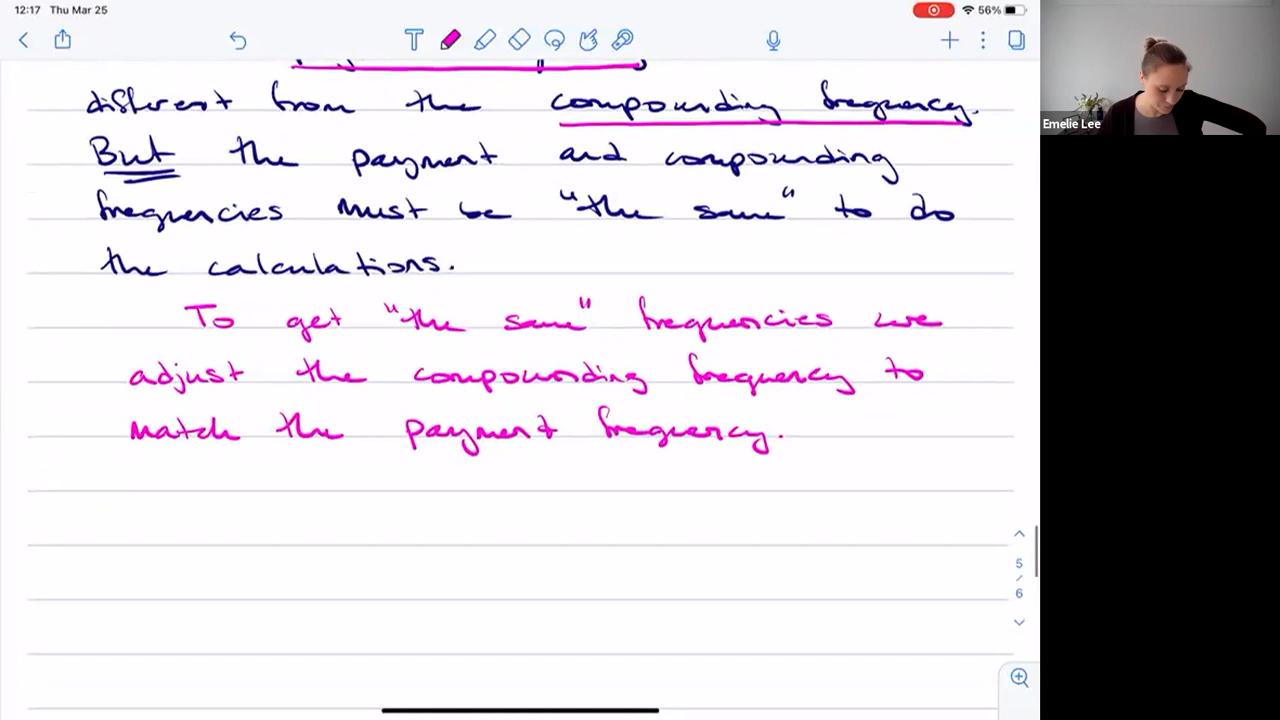 12:17 Thu Mar 25
56%
different from the compounding frequency.
But the payment and compounding
frequencies must be "the same" to do
the calculations.
To get "the same" frequencies we
adjust the compounding frequency to
match the payment frequency.
T
5
/
6
Emelie Lee